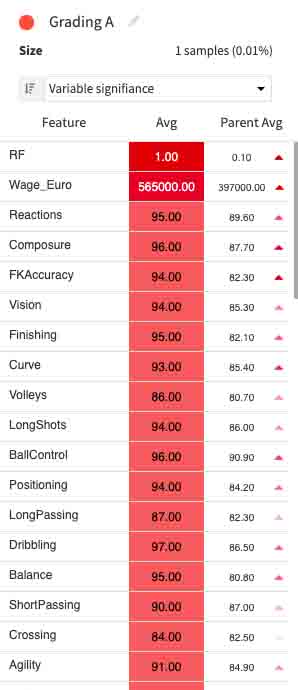 Grading A
Size 1 samples (0.01%)
Variable signifiance
Feature Avg Parent Avg
RF 1.00 0.10
Wage_Euro 565000.00 397000.00
Reactions 95.00 89.60
Composure 96.00 87.70
FKAccuracy 94.00 82.30
Vision 94.00 85.30
Finishing 95.00 82.10
Curve 93.00 85.40
Volleys 86.00 80.70
LongShots 94.00 86.00
BallControl 96.00 90.90
Positioning 94.00 84.20
LongPassing 87.00 82.30
Dribbling 97.00 86.50
Balance 95.00 80.80
ShortPassing 90.00 87.00
Crossing 84.00 82.50
Agility 91.00 84.90